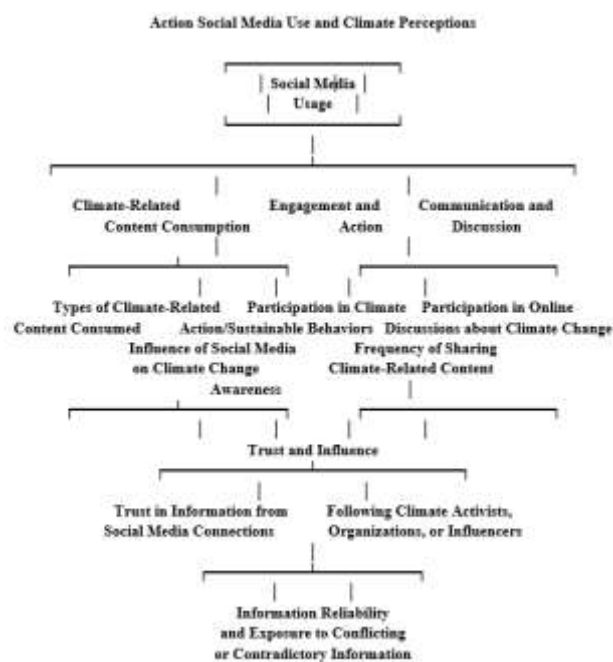 Action Social Media Use and Climate Perceptions
Social Media
Usage
Climate-Related Engagement and Communication and
Content Consumption Action Discussion
Types of Climate-Related Participation in Climate Participation in Online
Content Consumed Action/Sustainable Behaviors Discussions about Climate Change
Influence of Social Media Frequency of Sharing
on Climate Change Climate-Related Content
Awareness
Trust and Influence
Trust in Information from Following Climate Activists,
Social Media Connections Organizations, or Influencers
Information Reliability
and Exposure to Conflicting
or Contradictory Information